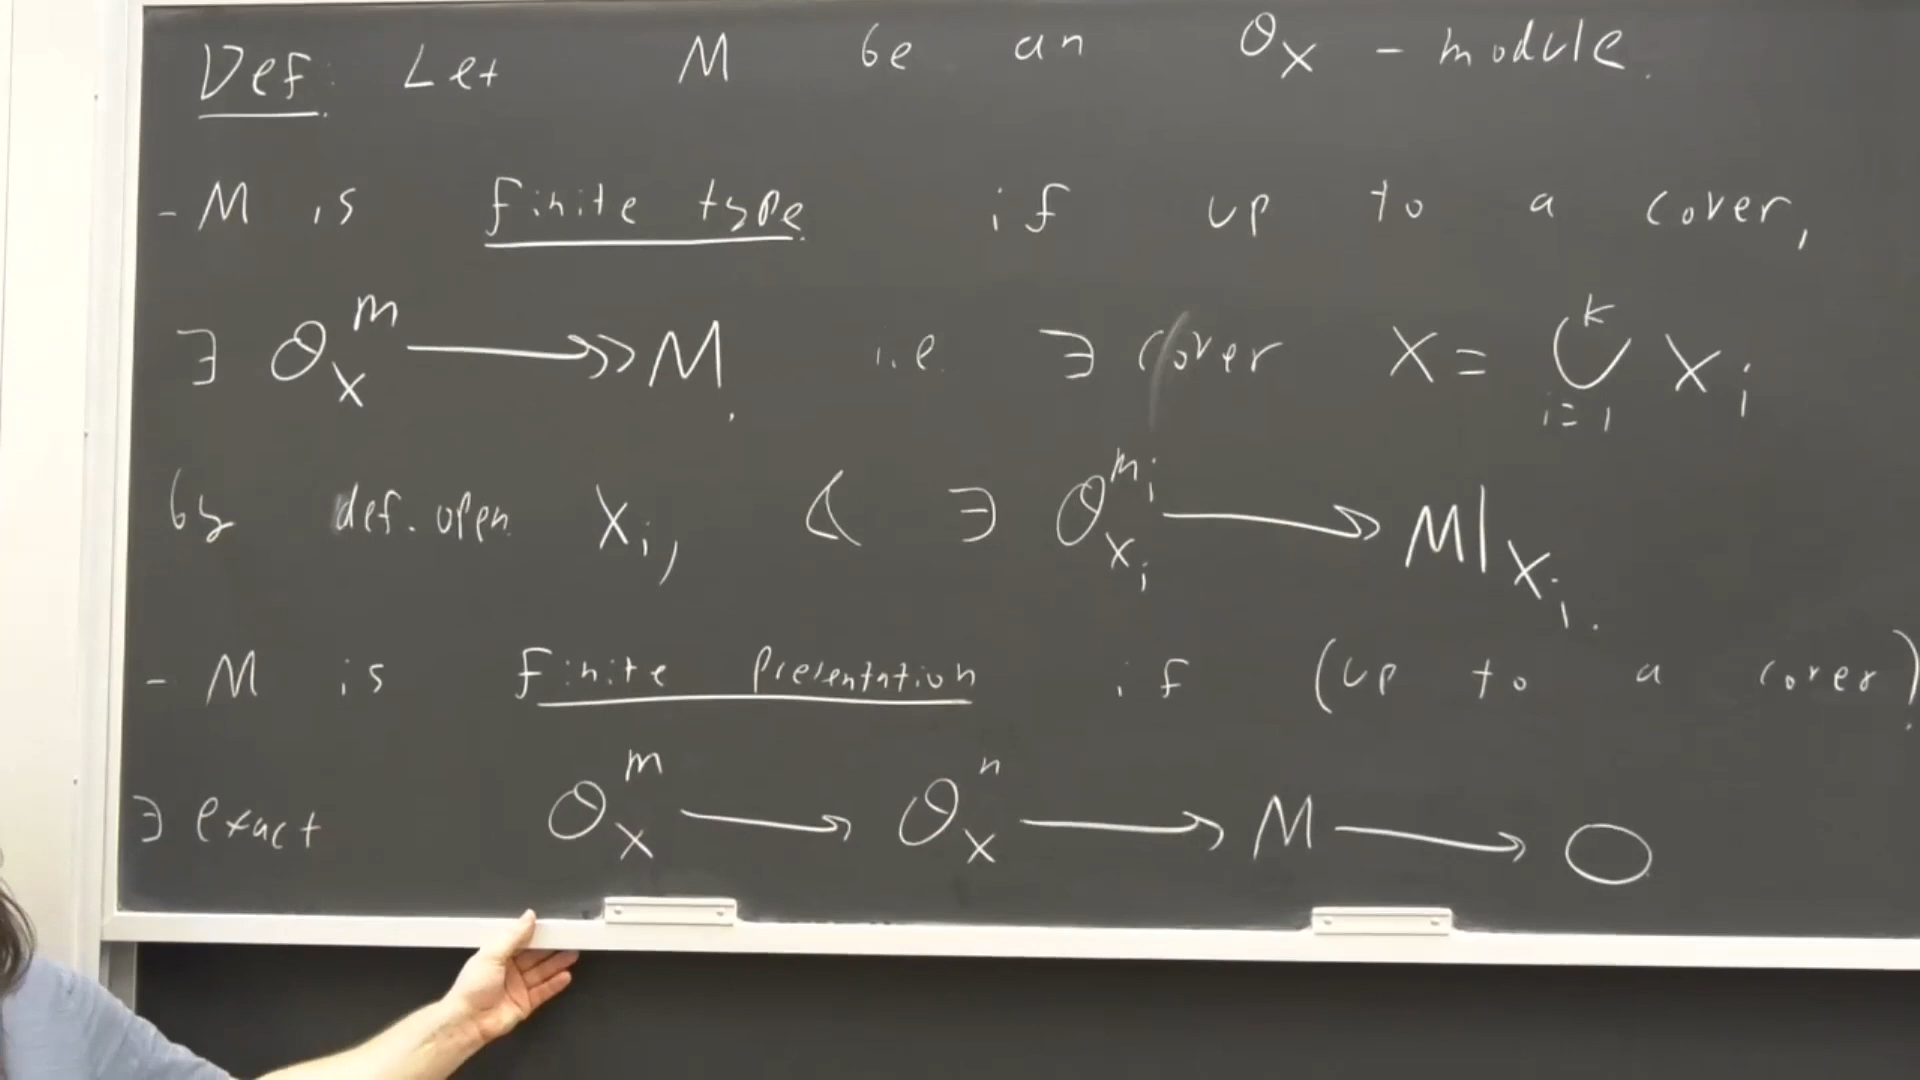 Def: Let M be an 𝒪_X - module.
- M is finite type if up to a cover,
∃ 𝒪_X^m ↠ M. i.e. ∃ cover X = ⋃_{i=1}^k X_i
by def. open X_i, & ∃ 𝒪_{X_i}^{m_i} ↠ M|_{X_i}.
- M is finite presentation if (up to a cover)
∃ exact 𝒪_X^m → 𝒪_X^n → M → 0